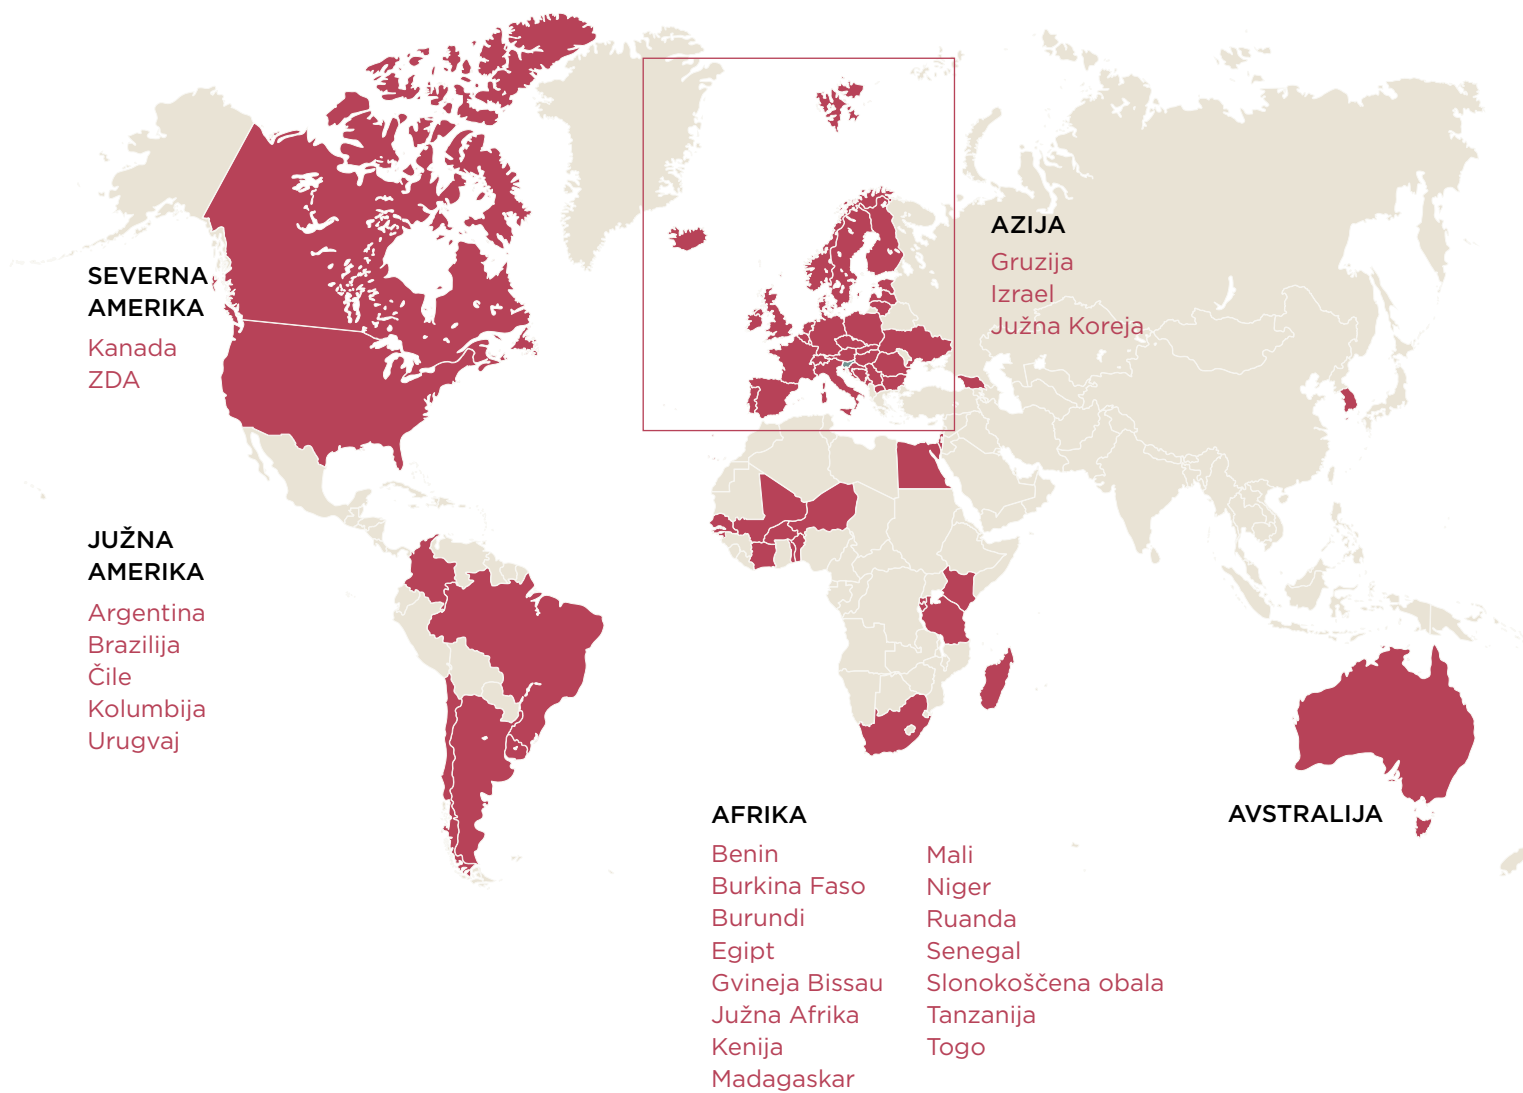 SEVERNA
AMERIKA
Kanada
ZDA
AZIJA
Gruzija
Izrael
Južna Koreja
JUŽNA
AMERIKA
Argentina
Brazilija
Čile
Kolumbija
Urugvaj
AFRIKA
Benin
Burkina Faso
Burundi
Egipt
Gvineja Bissau
Južna Afrika
Kenija
Madagaskar
Mali
Niger
Ruanda
Senegal
Slonokoščena obala
Tanzanija
Togo
AVSTRALIJA